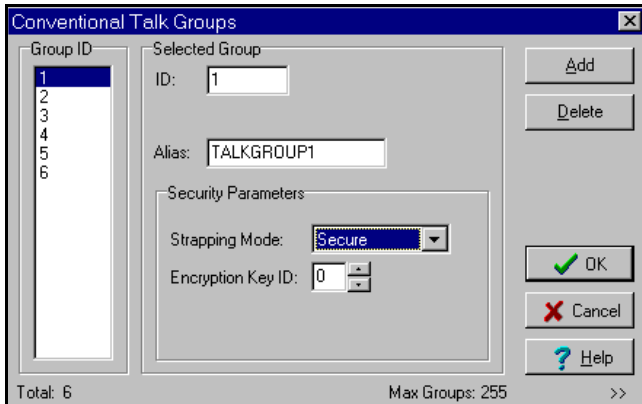 Conventional Talk Groups
Group ID
1
2
3
4
5
6
Selected Group
ID: 1
Alias: TALKGROUP1
Security Parameters
Strapping Mode: Secure
Encryption Key ID: 0
Add
Delete
OK
Cancel
? Help
Total: 6
Max Groups: 255
>>